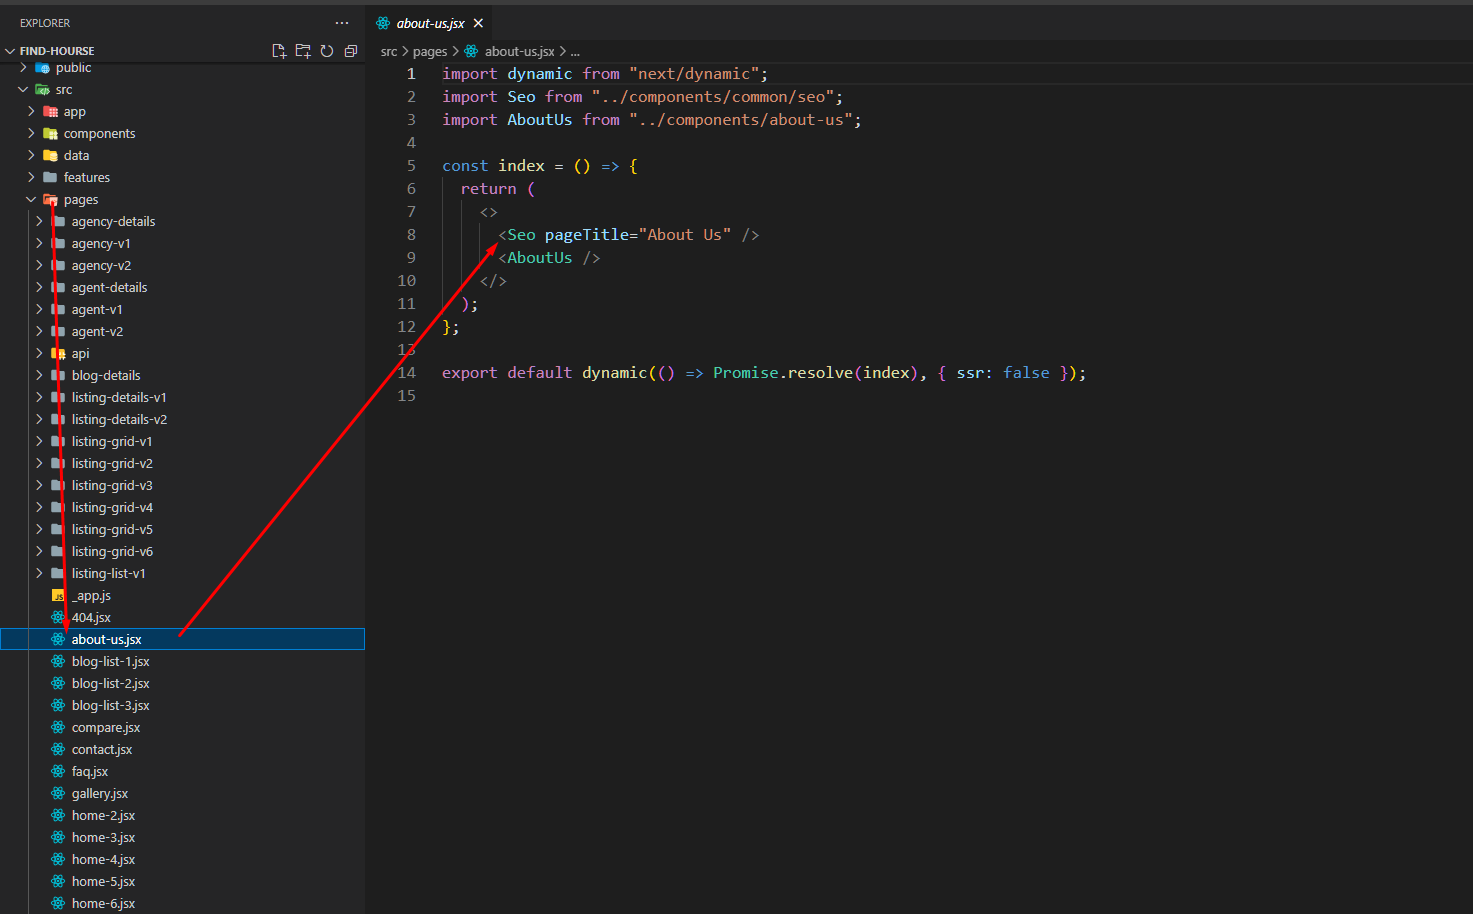 EXPLORER
FIND-HOURSE
public
src
app
components
data
features
pages
agency-details
agency-v1
agency-v2
agent-details
agent-v1
agent-v2
api
blog-details
listing-details-v1
listing-details-v2
listing-grid-v1
listing-grid-v2
listing-grid-v3
listing-grid-v4
listing-grid-v5
listing-grid-v6
listing-list-v1
JS _app.js
404.jsx
about-us.jsx
blog-list-1.jsx
blog-list-2.jsx
blog-list-3.jsx
compare.jsx
contact.jsx
faq.jsx
gallery.jsx
home-2.jsx
home-3.jsx
home-4.jsx
home-5.jsx
home-6.jsx
about-us.jsx
src > pages > about-us.jsx > ...
1 import dynamic from "next/dynamic";
2 import Seo from "../components/common/seo";
3 import AboutUs from "../components/about-us";
4
5 const index = () => {
6 return (
7 <>
8 <Seo pageTitle="About Us" />
9 <AboutUs />
10 </>
11 );
12 };
13
14 export default dynamic(() => Promise.resolve(index), { ssr: false });
15